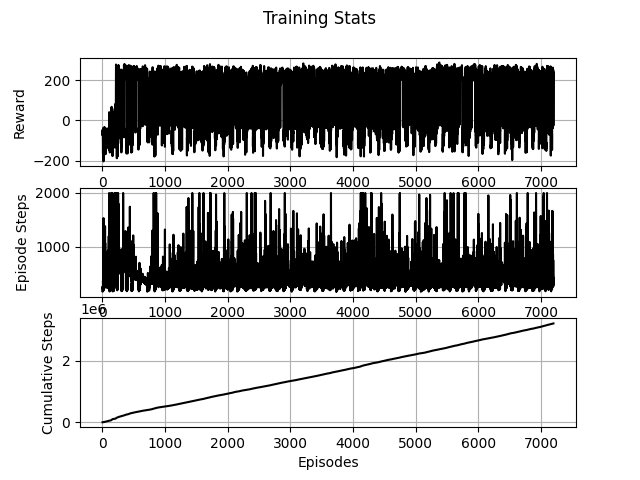 Training Stats
Reward
200
0
−200
0 1000 2000 3000 4000 5000 6000 7000
Episode Steps
2000
1000
0 1000 2000 3000 4000 5000 6000 7000
1e6
Cumulative Steps
2
0
0 1000 2000 3000 4000 5000 6000 7000
Episodes